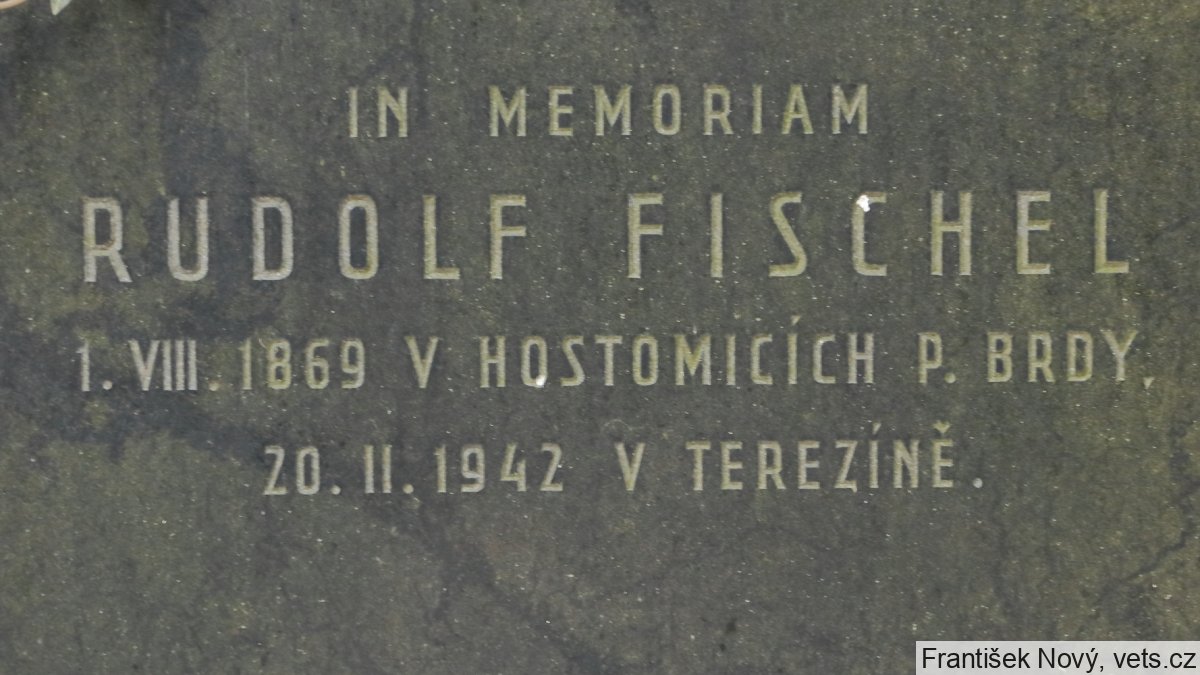 IN MEMORIAM
RUDOLF FISCHEL
1. VIII. 1869 V HOSTOMICÍCH P. BRDY,
20. II. 1942 V TEREZÍNĚ.
František Nový, vets.cz